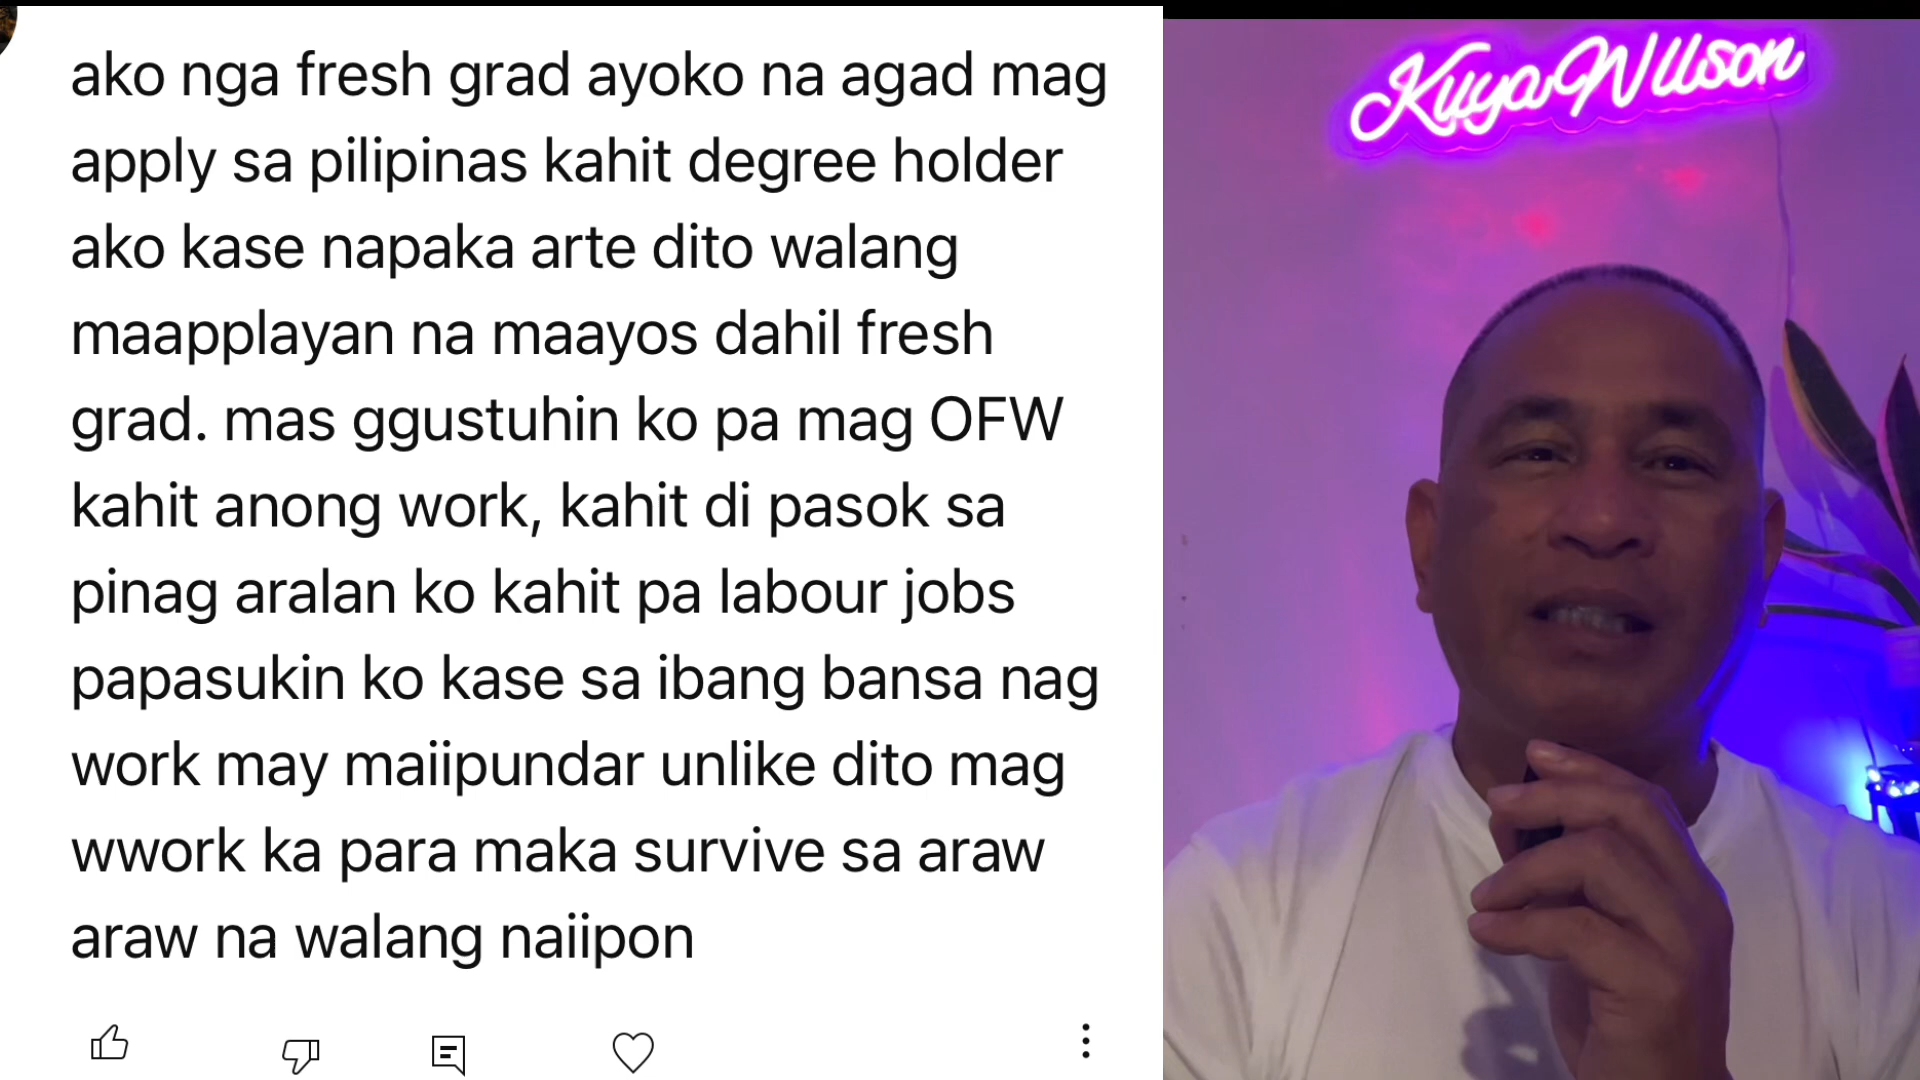 ako nga fresh grad ayoko na agad mag
apply sa pilipinas kahit degree holder
ako kase napaka arte dito walang
maapplayan na maayos dahil fresh
grad. mas ggustuhin ko pa mag OFW
kahit anong work, kahit di pasok sa
pinag aralan ko kahit pa labour jobs
papasukin ko kase sa ibang bansa nag
work may maiipundar unlike dito mag
wwork ka para maka survive sa araw
araw na walang naiipon
KuyaWilson